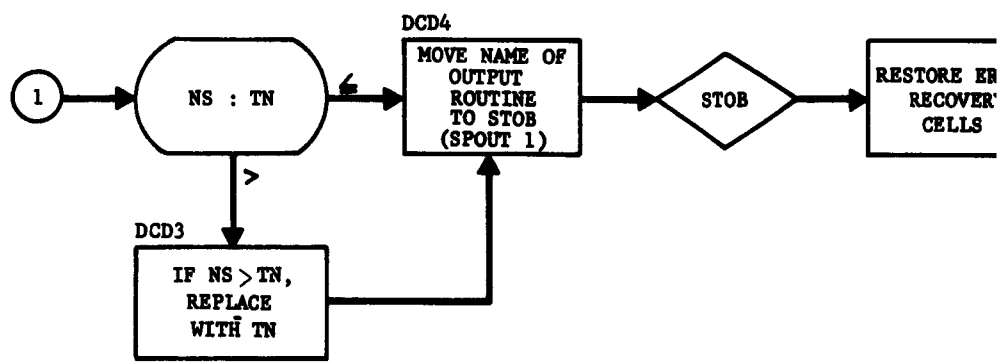 1
NS : TN
≤
>
DCD4
MOVE NAME OF
OUTPUT
ROUTINE
TO STOB
(SPOUT 1)
STOB
RESTORE
RECOVERY
CELLS
DCD3
IF NS > TN,
REPLACE
WITH TN